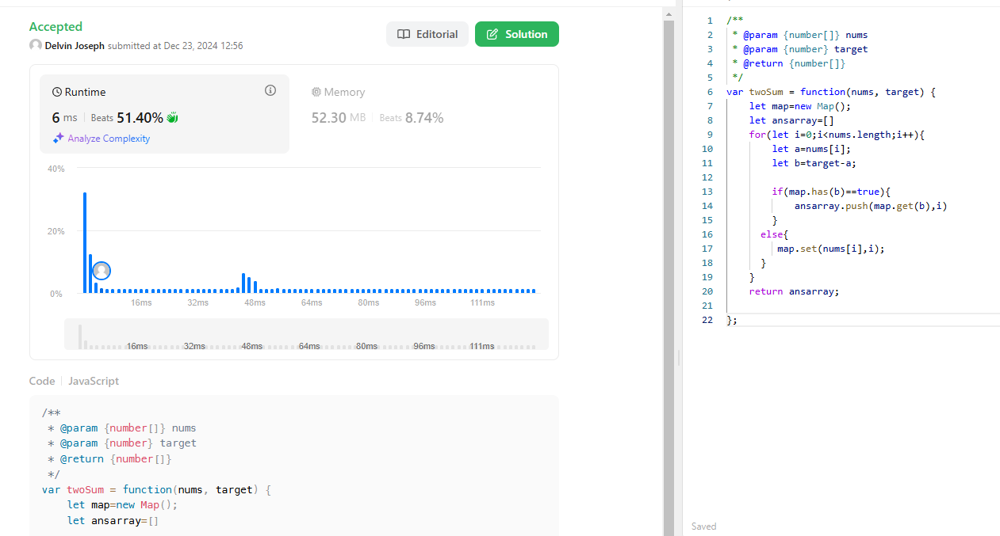 Accepted
Delvin Joseph submitted at Dec 23, 2024 12:56
Editorial
Solution
Runtime
6 ms Beats 51.40%
Analyze Complexity
Memory
52.30 MB Beats 8.74%
40%
20%
0%
16ms 32ms 48ms 64ms 80ms 96ms 111ms
16ms 32ms 48ms 64ms 80ms 96ms 111ms
Code JavaScript
/**
 * @param {number[]} nums
 * @param {number} target
 * @return {number[]}
 */
var twoSum = function(nums, target) {
    let map=new Map();
    let ansarray=[]
1 /**
2  * @param {number[]} nums
3  * @param {number} target
4  * @return {number[]}
5  */
6 var twoSum = function(nums, target) {
7     let map=new Map();
8     let ansarray=[]
9     for(let i=0;i<nums.length;i++){
10         let a=nums[i];
11         let b=target-a;
12
13         if(map.has(b)==true){
14             ansarray.push(map.get(b),i)
15         }
16       else{
17          map.set(nums[i],i);
18       }
19     }
20     return ansarray;
21
22 };
Saved